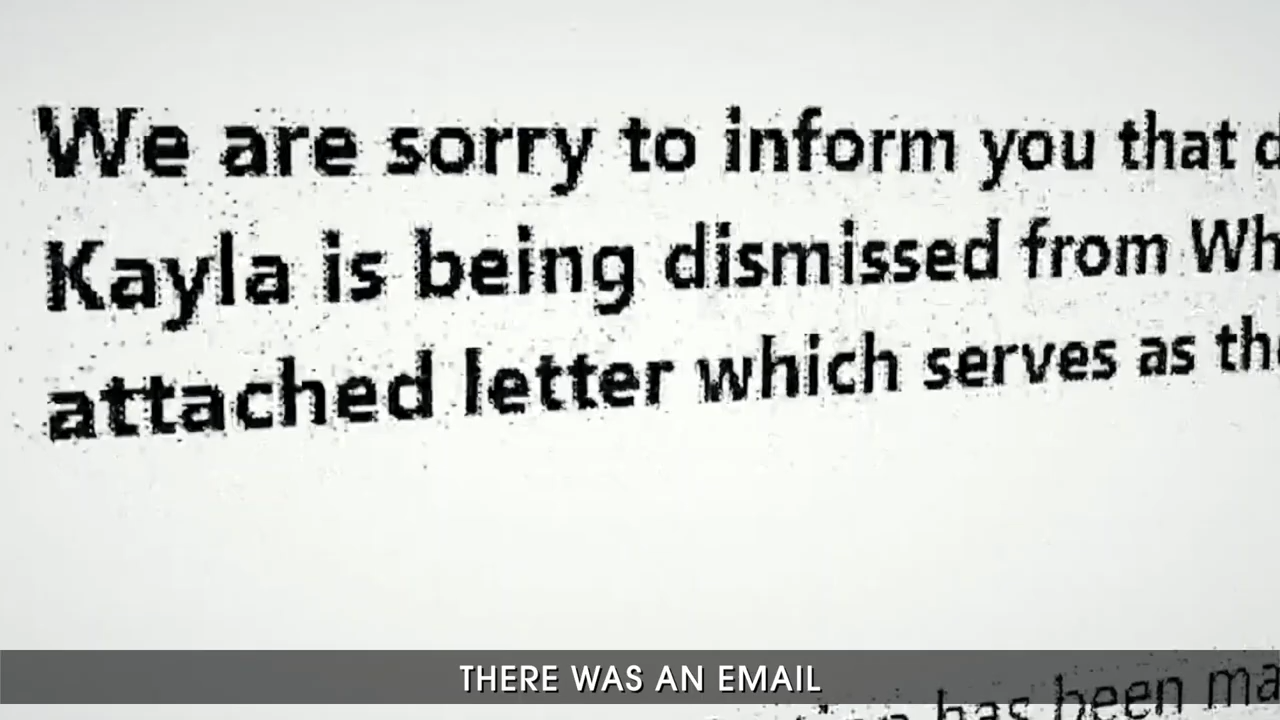 We are sorry to inform you that
Kayla is being dismissed from
attached letter which serves as
THERE WAS AN EMAIL
has been